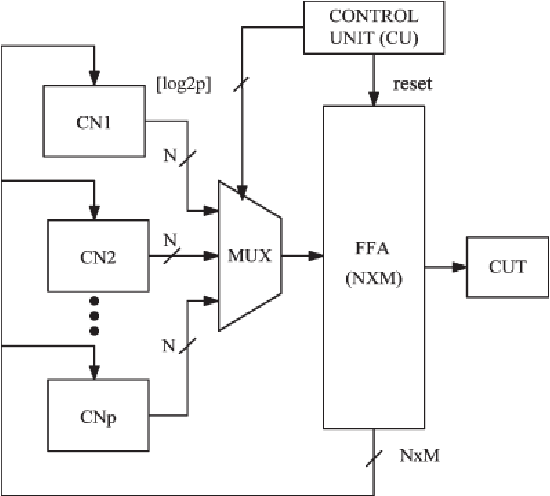 CONTROL
UNIT (CU)
[log2p]
reset
CN1
N
CN2
N
MUX
FFA
(NXM)
CUT
N
CNp
NxM